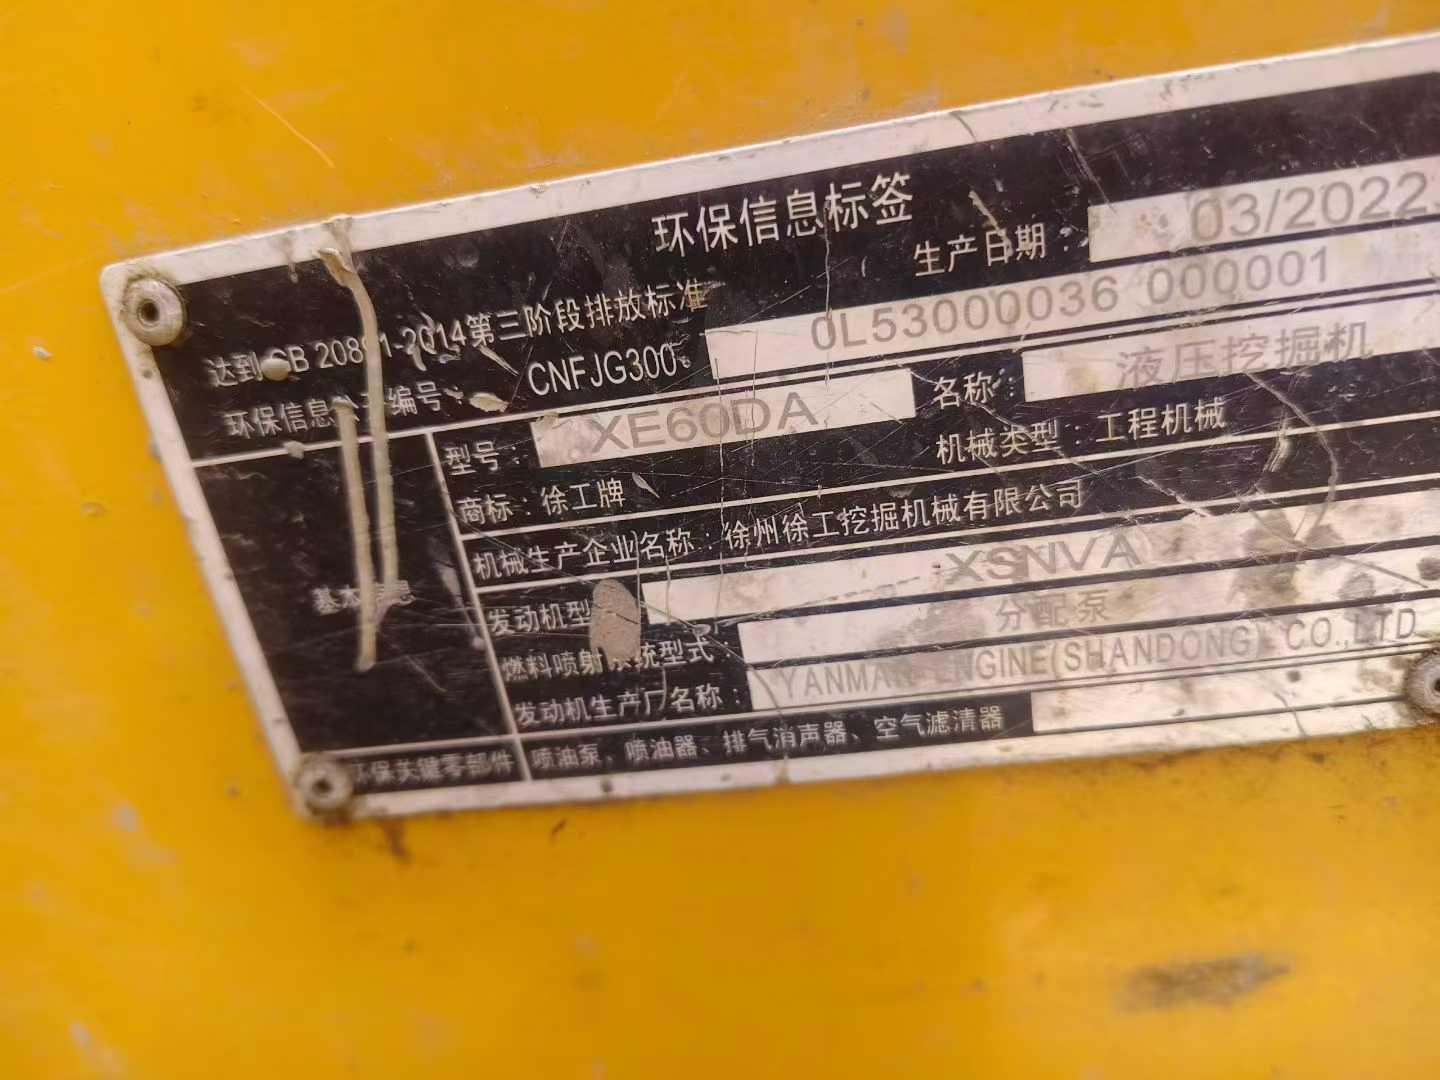 环保信息标签
达到 GB 20891-2014第三阶段排放标准 生产日期: 03/2022
环保信息公开编号: CNFJG300 0L53000036 000001
型号: XE60DA 名称: 液压挖掘机
商标: 徐工牌 机械类型: 工程机械
机械生产企业名称: 徐州徐工挖掘机械有限公司
基本信息
发动机型 XSNVA
燃料喷射系统型式: 分配泵
发动机生产厂名称: YANMAR ENGINE(SHANDONG) CO.,LTD
环保关键零部件 喷油泵、喷油器、排气消声器、空气滤清器